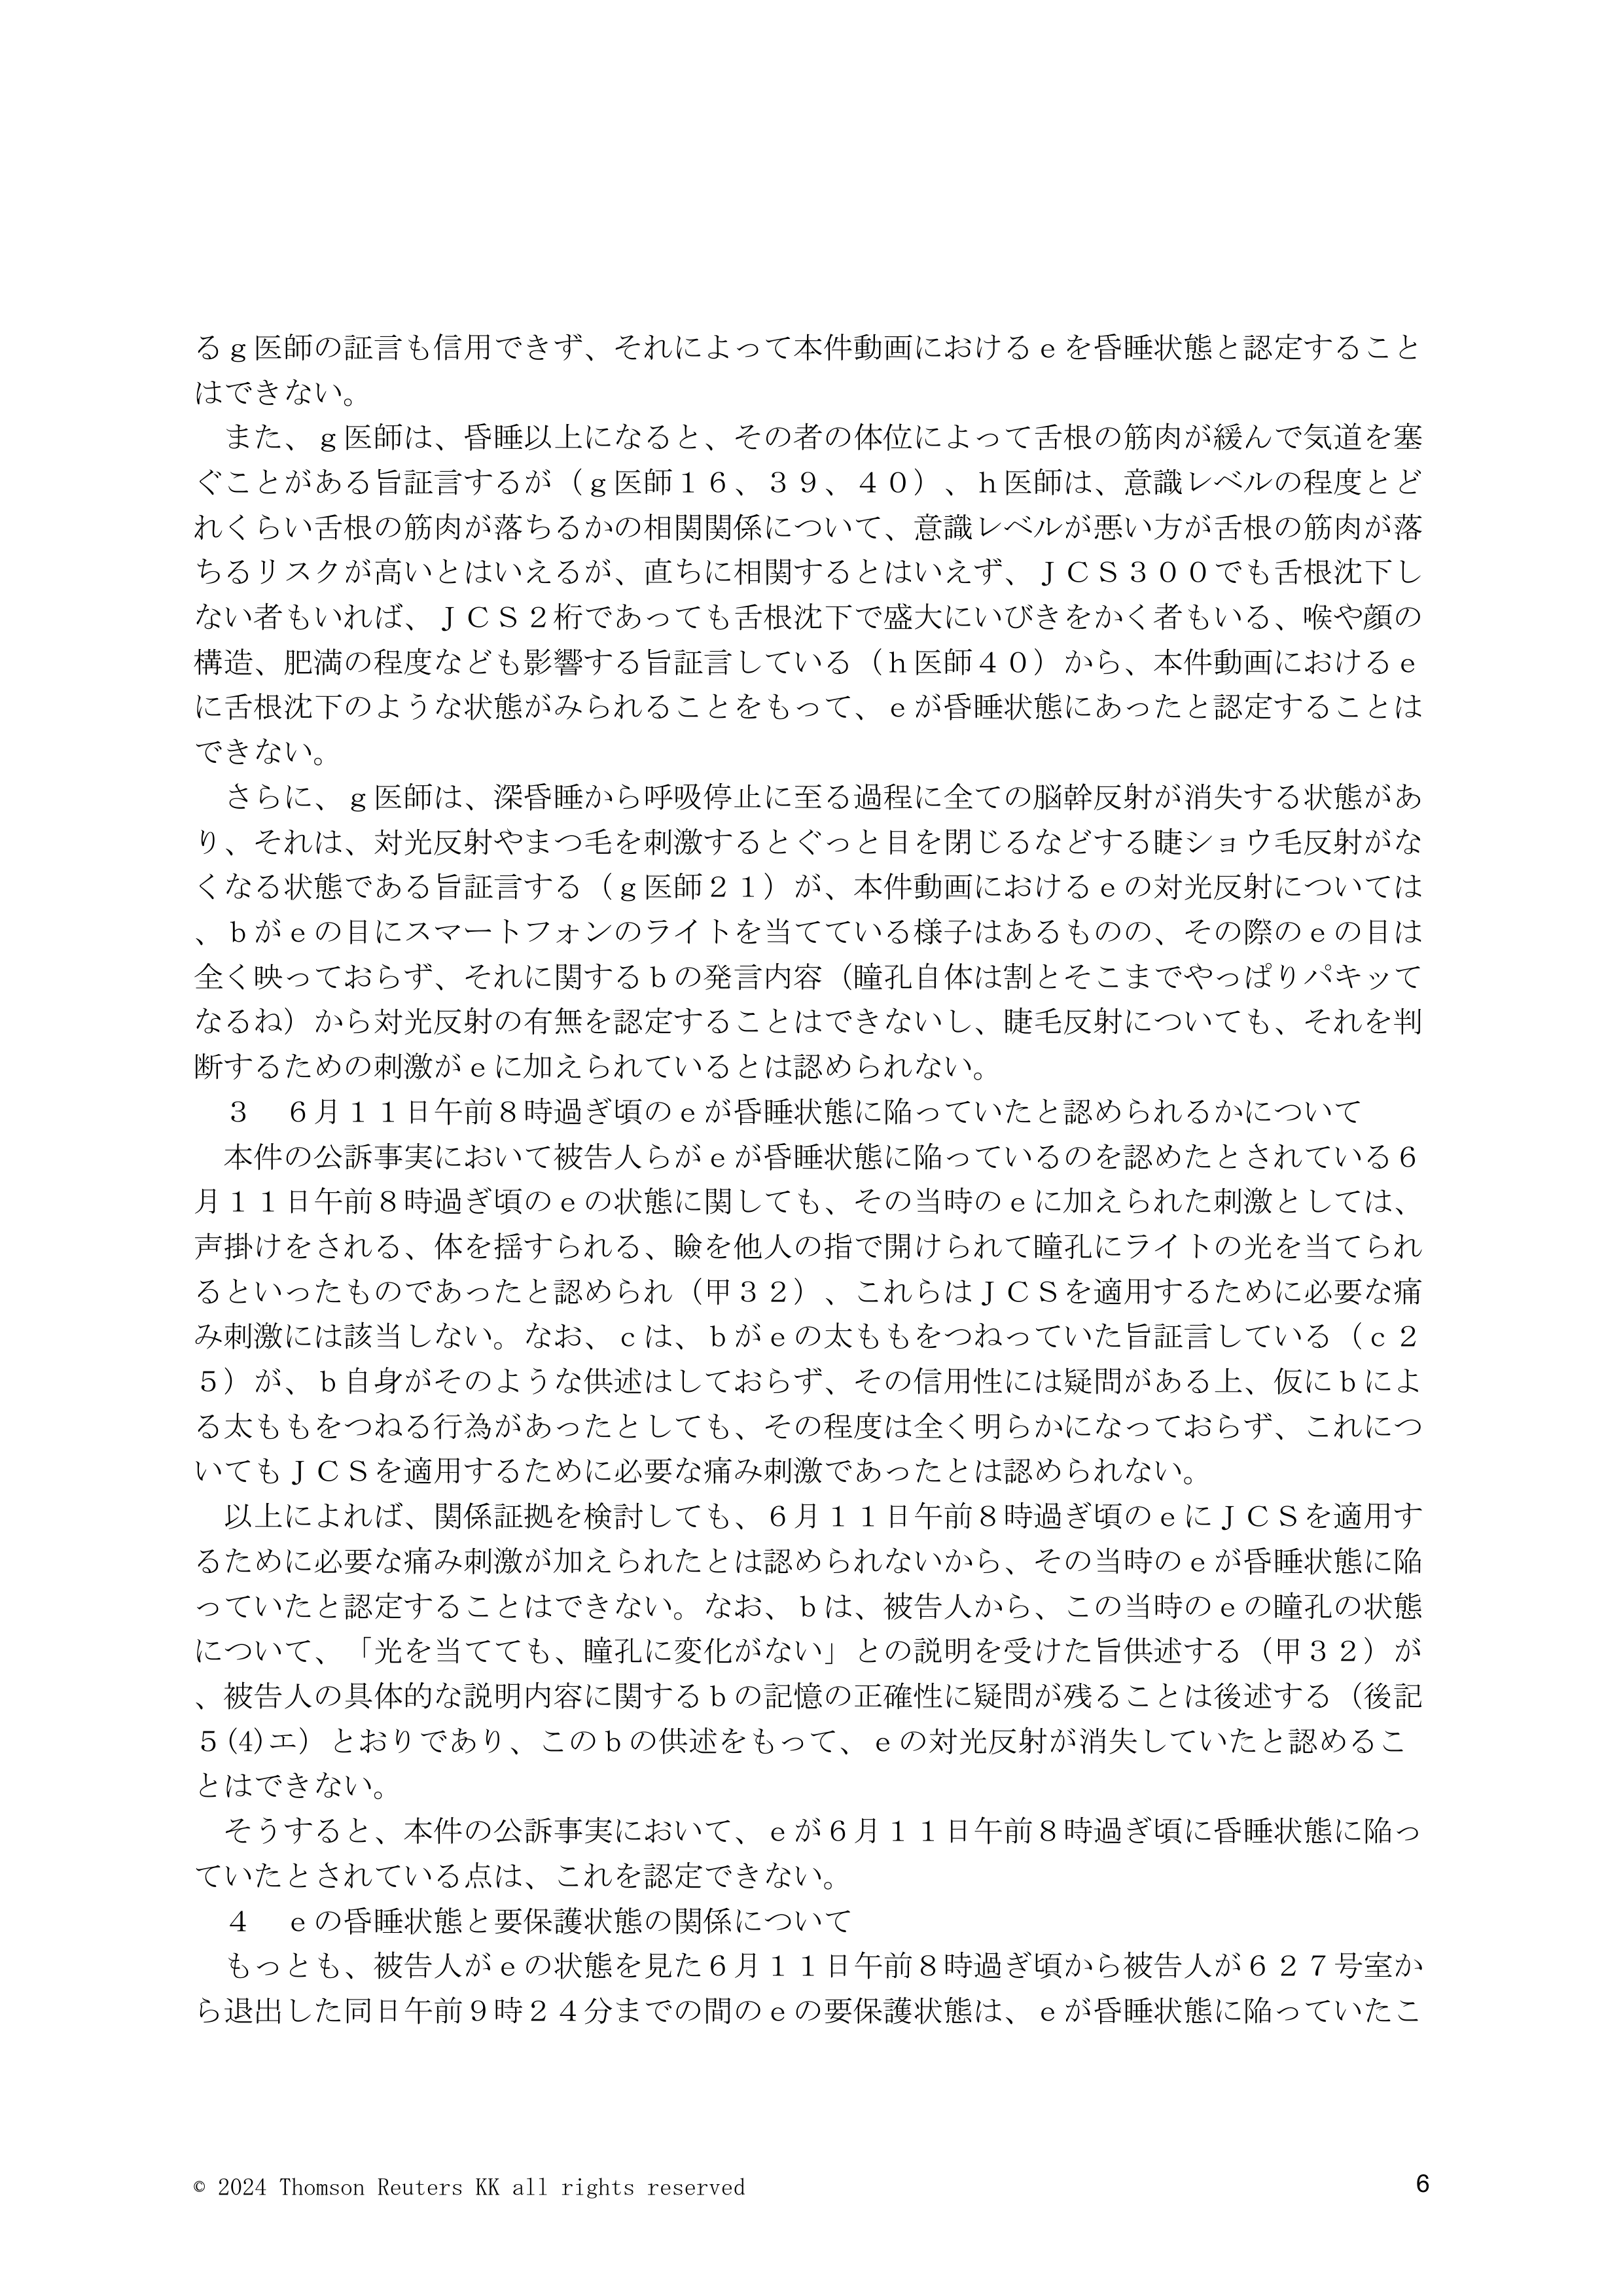 るｇ医師の証言も信用できず、それによって本件動画におけるｅを昏睡状態と認定すること
はできない。
　また、ｇ医師は、昏睡以上になると、その者の体位によって舌根の筋肉が緩んで気道を塞
ぐことがある旨証言するが（ｇ医師１６、３９、４０）、ｈ医師は、意識レベルの程度とど
れくらい舌根の筋肉が落ちるかの相関関係について、意識レベルが悪い方が舌根の筋肉が落
ちるリスクが高いとはいえるが、直ちに相関するとはいえず、ＪＣＳ３００でも舌根沈下し
ない者もいれば、ＪＣＳ２桁であっても舌根沈下で盛大にいびきをかく者もいる、喉や顔の
構造、肥満の程度なども影響する旨証言している（ｈ医師４０）から、本件動画におけるｅ
に舌根沈下のような状態がみられることをもって、ｅが昏睡状態にあったと認定することは
できない。
　さらに、ｇ医師は、深昏睡から呼吸停止に至る過程に全ての脳幹反射が消失する状態があ
り、それは、対光反射やまつ毛を刺激するとぐっと目を閉じるなどする睫ショウ毛反射がな
くなる状態である旨証言する（ｇ医師２１）が、本件動画におけるｅの対光反射については
、ｂがｅの目にスマートフォンのライトを当てている様子はあるものの、その際のｅの目は
全く映っておらず、それに関するｂの発言内容（瞳孔自体は割とそこまでやっぱりパキッて
なるね）から対光反射の有無を認定することはできないし、睫毛反射についても、それを判
断するための刺激がｅに加えられているとは認められない。
　３　６月１１日午前８時過ぎ頃のｅが昏睡状態に陥っていたと認められるかについて
　本件の公訴事実において被告人らがｅが昏睡状態に陥っているのを認めたとされている６
月１１日午前８時過ぎ頃のｅの状態に関しても、その当時のｅに加えられた刺激としては、
声掛けをされる、体を揺すられる、瞼を他人の指で開けられて瞳孔にライトの光を当てられ
るといったものであったと認められ（甲３２）、これらはＪＣＳを適用するために必要な痛
み刺激には該当しない。なお、ｃは、ｂがｅの太ももをつねっていた旨証言している（ｃ２
５）が、ｂ自身がそのような供述はしておらず、その信用性には疑問がある上、仮にｂによ
る太ももをつねる行為があったとしても、その程度は全く明らかになっておらず、これにつ
いてもＪＣＳを適用するために必要な痛み刺激であったとは認められない。
　以上によれば、関係証拠を検討しても、６月１１日午前８時過ぎ頃のｅにＪＣＳを適用す
るために必要な痛み刺激が加えられたとは認められないから、その当時のｅが昏睡状態に陥
っていたと認定することはできない。なお、ｂは、被告人から、この当時のｅの瞳孔の状態
について、「光を当てても、瞳孔に変化がない」との説明を受けた旨供述する（甲３２）が
、被告人の具体的な説明内容に関するｂの記憶の正確性に疑問が残ることは後述する（後記
５(4)エ）とおりであり、このｂの供述をもって、ｅの対光反射が消失していたと認めるこ
とはできない。
　そうすると、本件の公訴事実において、ｅが６月１１日午前８時過ぎ頃に昏睡状態に陥っ
ていたとされている点は、これを認定できない。
　４　ｅの昏睡状態と要保護状態の関係について
　もっとも、被告人がｅの状態を見た６月１１日午前８時過ぎ頃から被告人が６２７号室か
ら退出した同日午前９時２４分までの間のｅの要保護状態は、ｅが昏睡状態に陥っていたこ
© 2024 Thomson Reuters KK all rights reserved
6